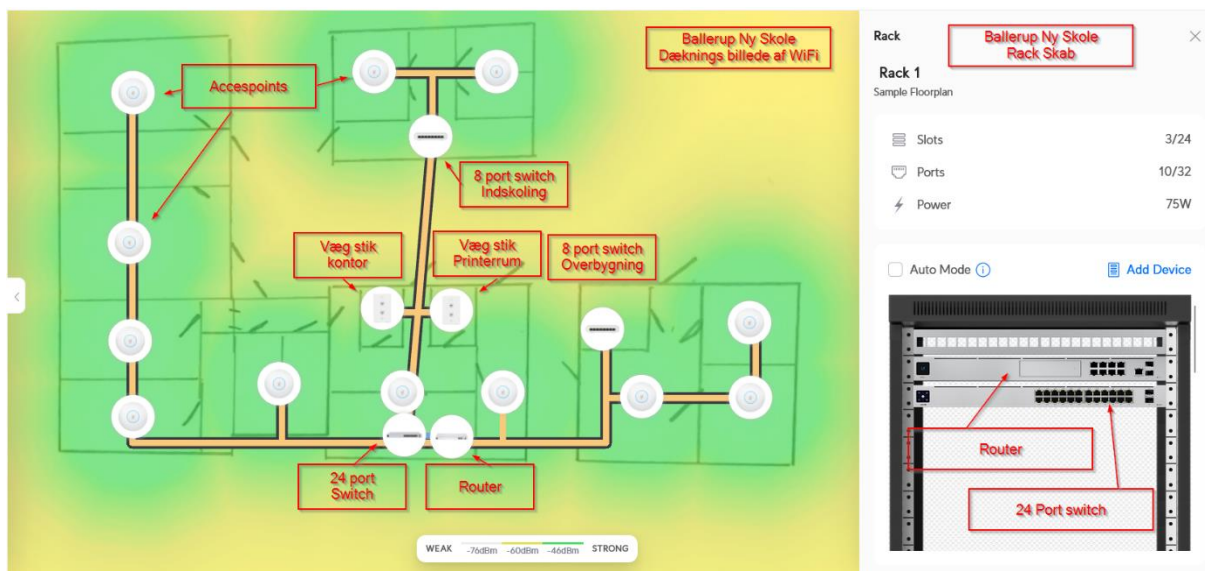 Ballerup Ny Skole
Dæknings billede af WiFi
Accespoints
8 port switch
Indskoling
Væg stik
kontor
Væg stik
Printerrum
8 port switch
Overbygning
24 port
Switch
Router
WEAK -76dBm -60dBm -46dBm STRONG
Rack
Ballerup Ny Skole
Rack Skab
Rack 1
Sample Floorplan
Slots 3/24
Ports 10/32
Power 75W
Auto Mode
Add Device
Router
24 Port switch